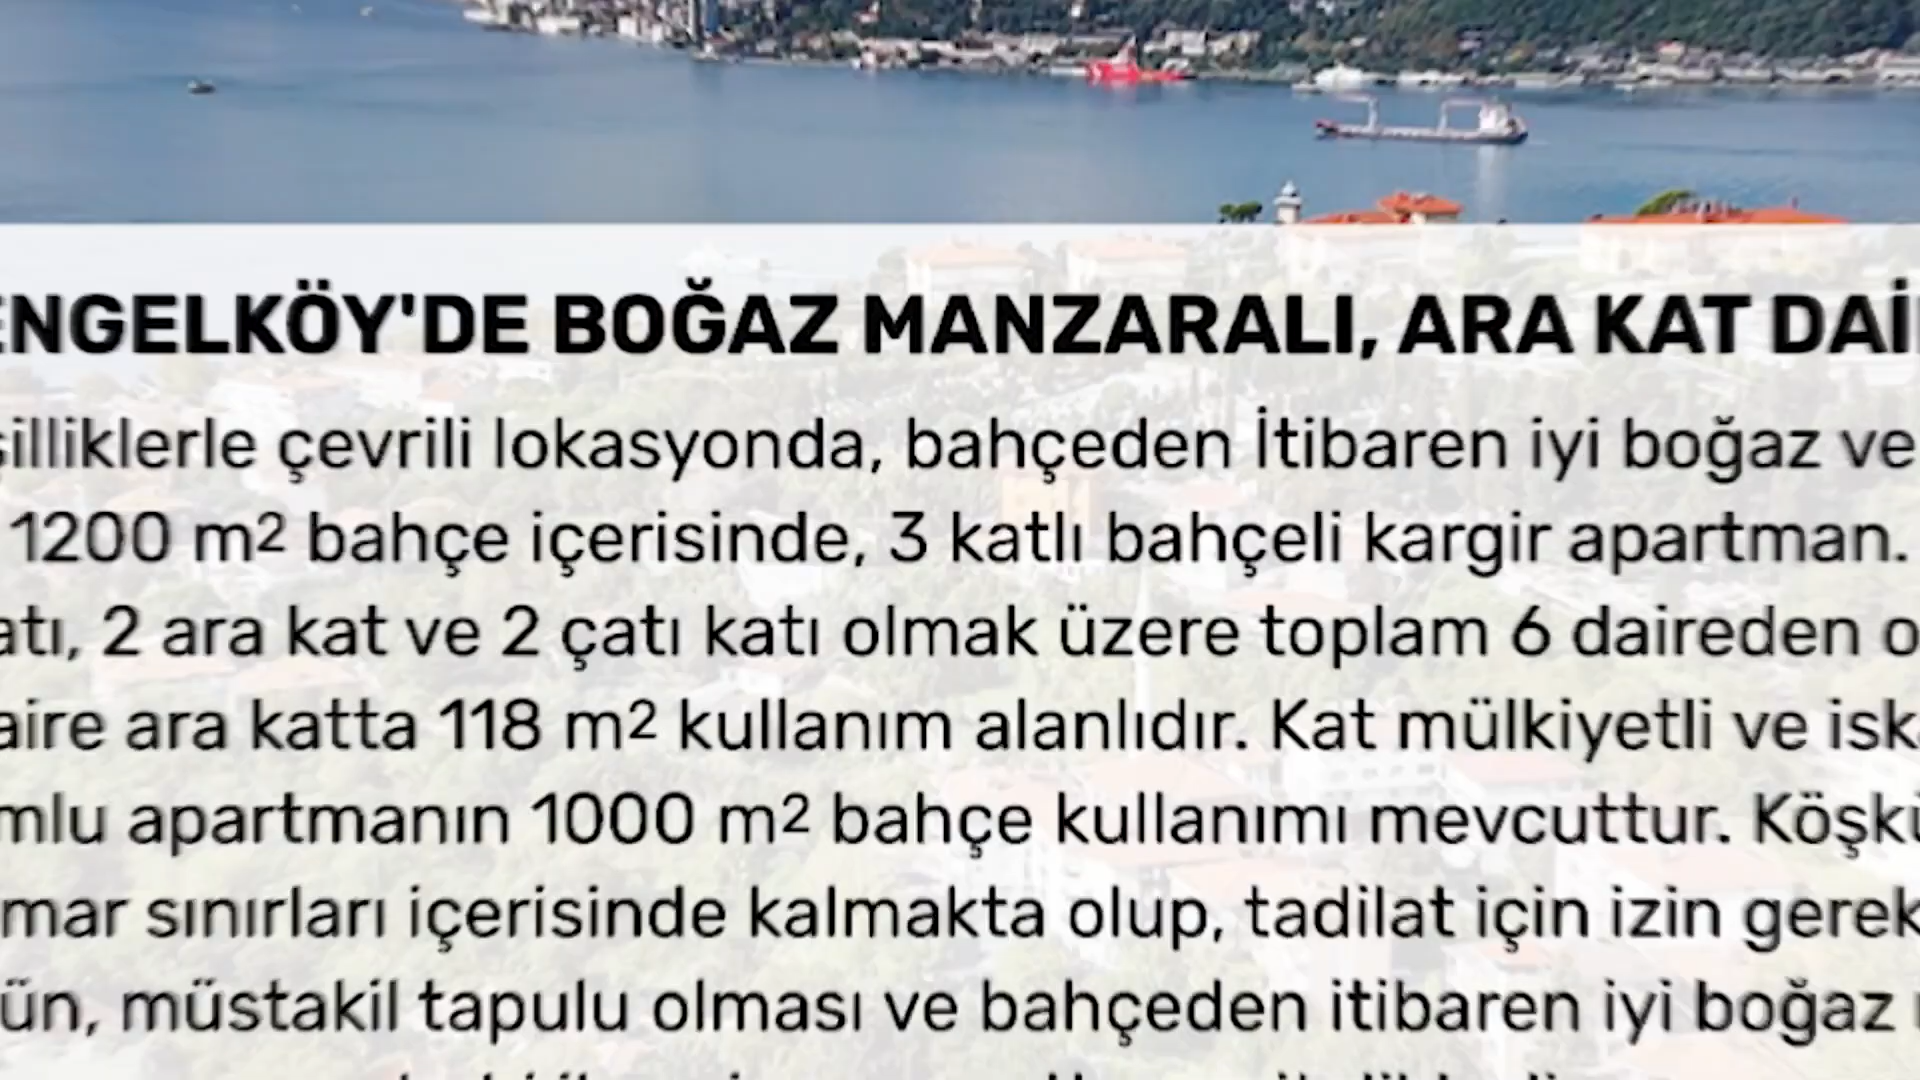 ENGELKÖY'DE BOĞAZ MANZARALI, ARA KAT DAİ
şilliklerle çevrili lokasyonda, bahçeden İtibaren iyi boğaz ve
1200 m2 bahçe içerisinde, 3 katlı bahçeli kargir apartman.
atı, 2 ara kat ve 2 çatı katı olmak üzere toplam 6 daireden o
aire ara katta 118 m2 kullanım alanlıdır. Kat mülkiyetli ve isk
mlu apartmanın 1000 m2 bahçe kullanımı mevcuttur. Köşkü
mar sınırları içerisinde kalmakta olup, tadilat için izin gerek
ün, müstakil tapulu olması ve bahçeden itibaren iyi boğaz